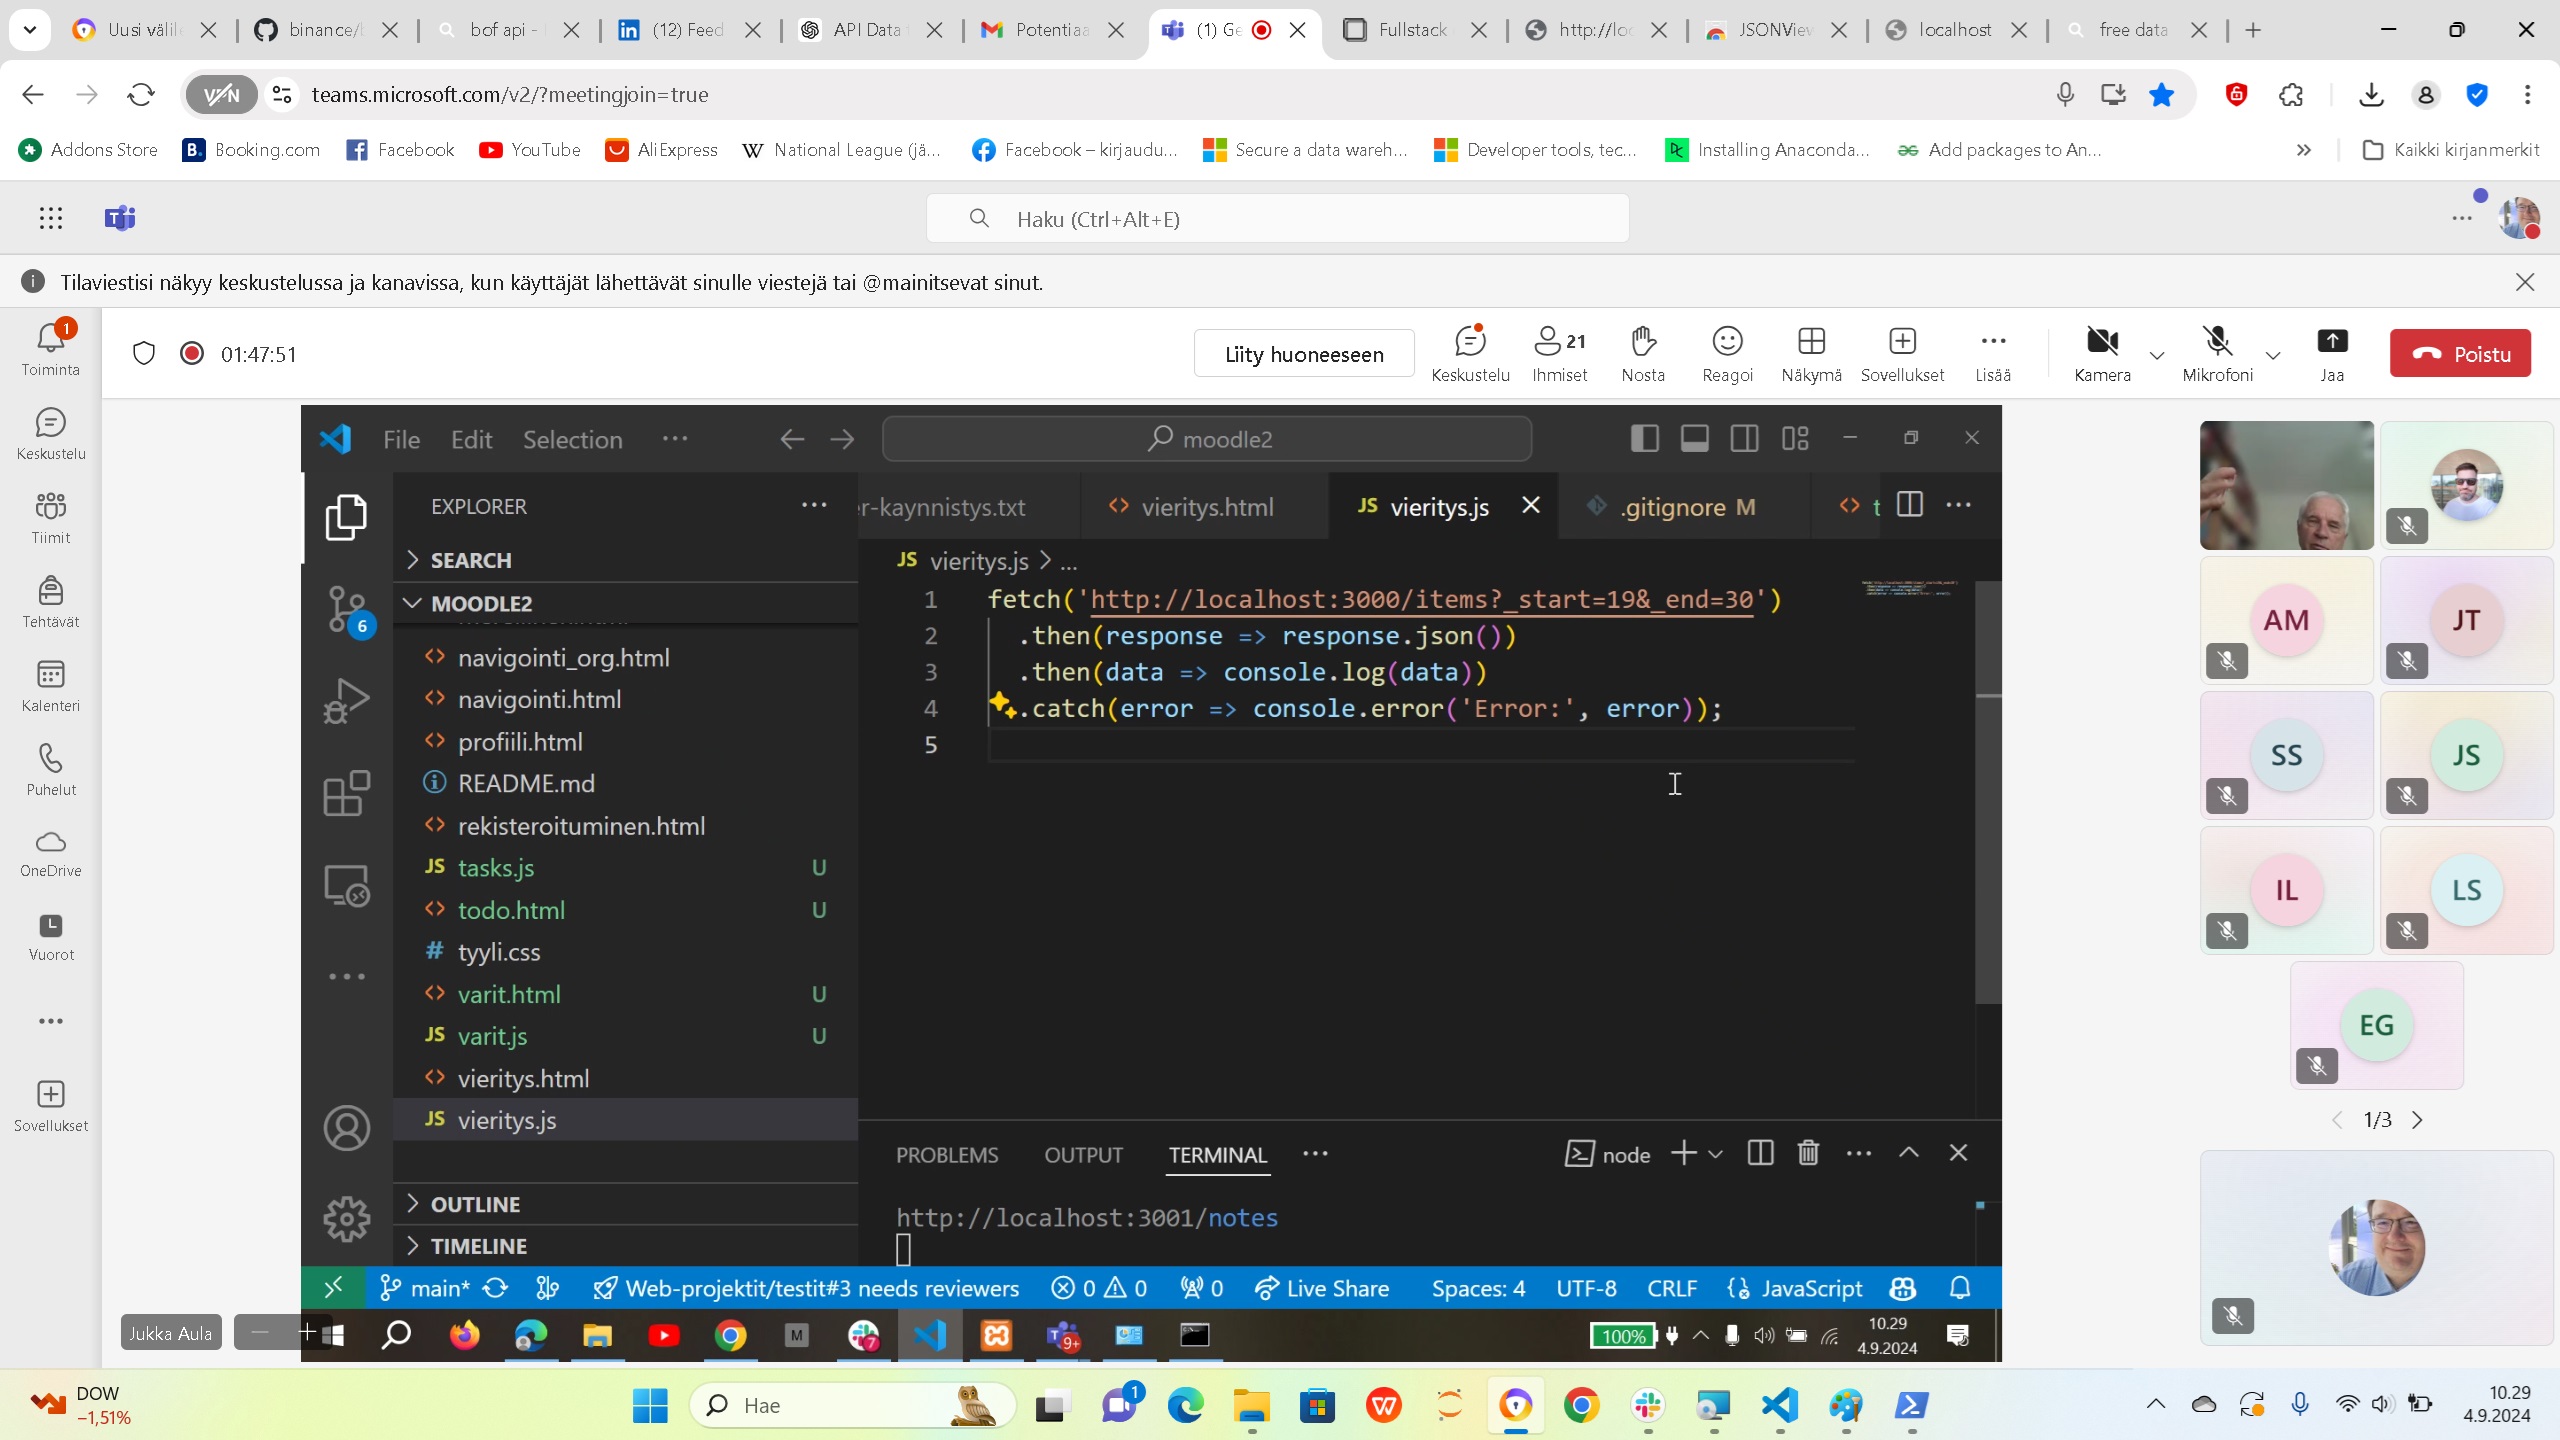 Uusi välile
binance/b
bof api -
(12) Feed
API Data t
Potentiaa
(1) Ge
Fullstack
http://loc
JSONView
localhost
free data
VPN
teams.microsoft.com/v2/?meetingjoin=true
Addons Store
Booking.com
Facebook
YouTube
AliExpress
National League (jä...
Facebook – kirjaudu...
Secure a data wareh...
Developer tools, tec...
Installing Anaconda...
Add packages to An...
Kaikki kirjanmerkit
Haku (Ctrl+Alt+E)
Tilaviestisi näkyy keskustelussa ja kanavissa, kun käyttäjät lähettävät sinulle viestejä tai @mainitsevat sinut.
1
Toiminta
Keskustelu
Tiimit
Tehtävät
Kalenteri
Puhelut
OneDrive
Vuorot
Sovellukset
01:47:51
Liity huoneeseen
Keskustelu
21
Ihmiset
Nosta
Reagoi
Näkymä
Sovellukset
Lisää
Kamera
Mikrofoni
Jaa
Poistu
File
Edit
Selection
moodle2
EXPLORER
SEARCH
MOODLE2
navigointi_org.html
navigointi.html
profiili.html
README.md
rekisteroituminen.html
tasks.js U
todo.html U
tyyli.css
varit.html U
varit.js U
vieritys.html
JS vieritys.js
OUTLINE
TIMELINE
6
er-kaynnistys.txt
vieritys.html
JS vieritys.js
.gitignore M
t
JS vieritys.js > ...
1 fetch('http://localhost:3000/items?_start=19&_end=30')
2 .then(response => response.json())
3 .then(data => console.log(data))
4 .catch(error => console.error('Error:', error));
5
PROBLEMS
OUTPUT
TERMINAL
node
http://localhost:3001/notes
main*
Web-projektit/testit#3 needs reviewers
0
0
0
Live Share
Spaces: 4
UTF-8
CRLF
JavaScript
Jukka Aula
M
7
9+
100%
10.29
4.9.2024
AM
JT
SS
JS
IL
LS
EG
1/3
DOW
−1,51%
Hae
1
10.29
4.9.2024